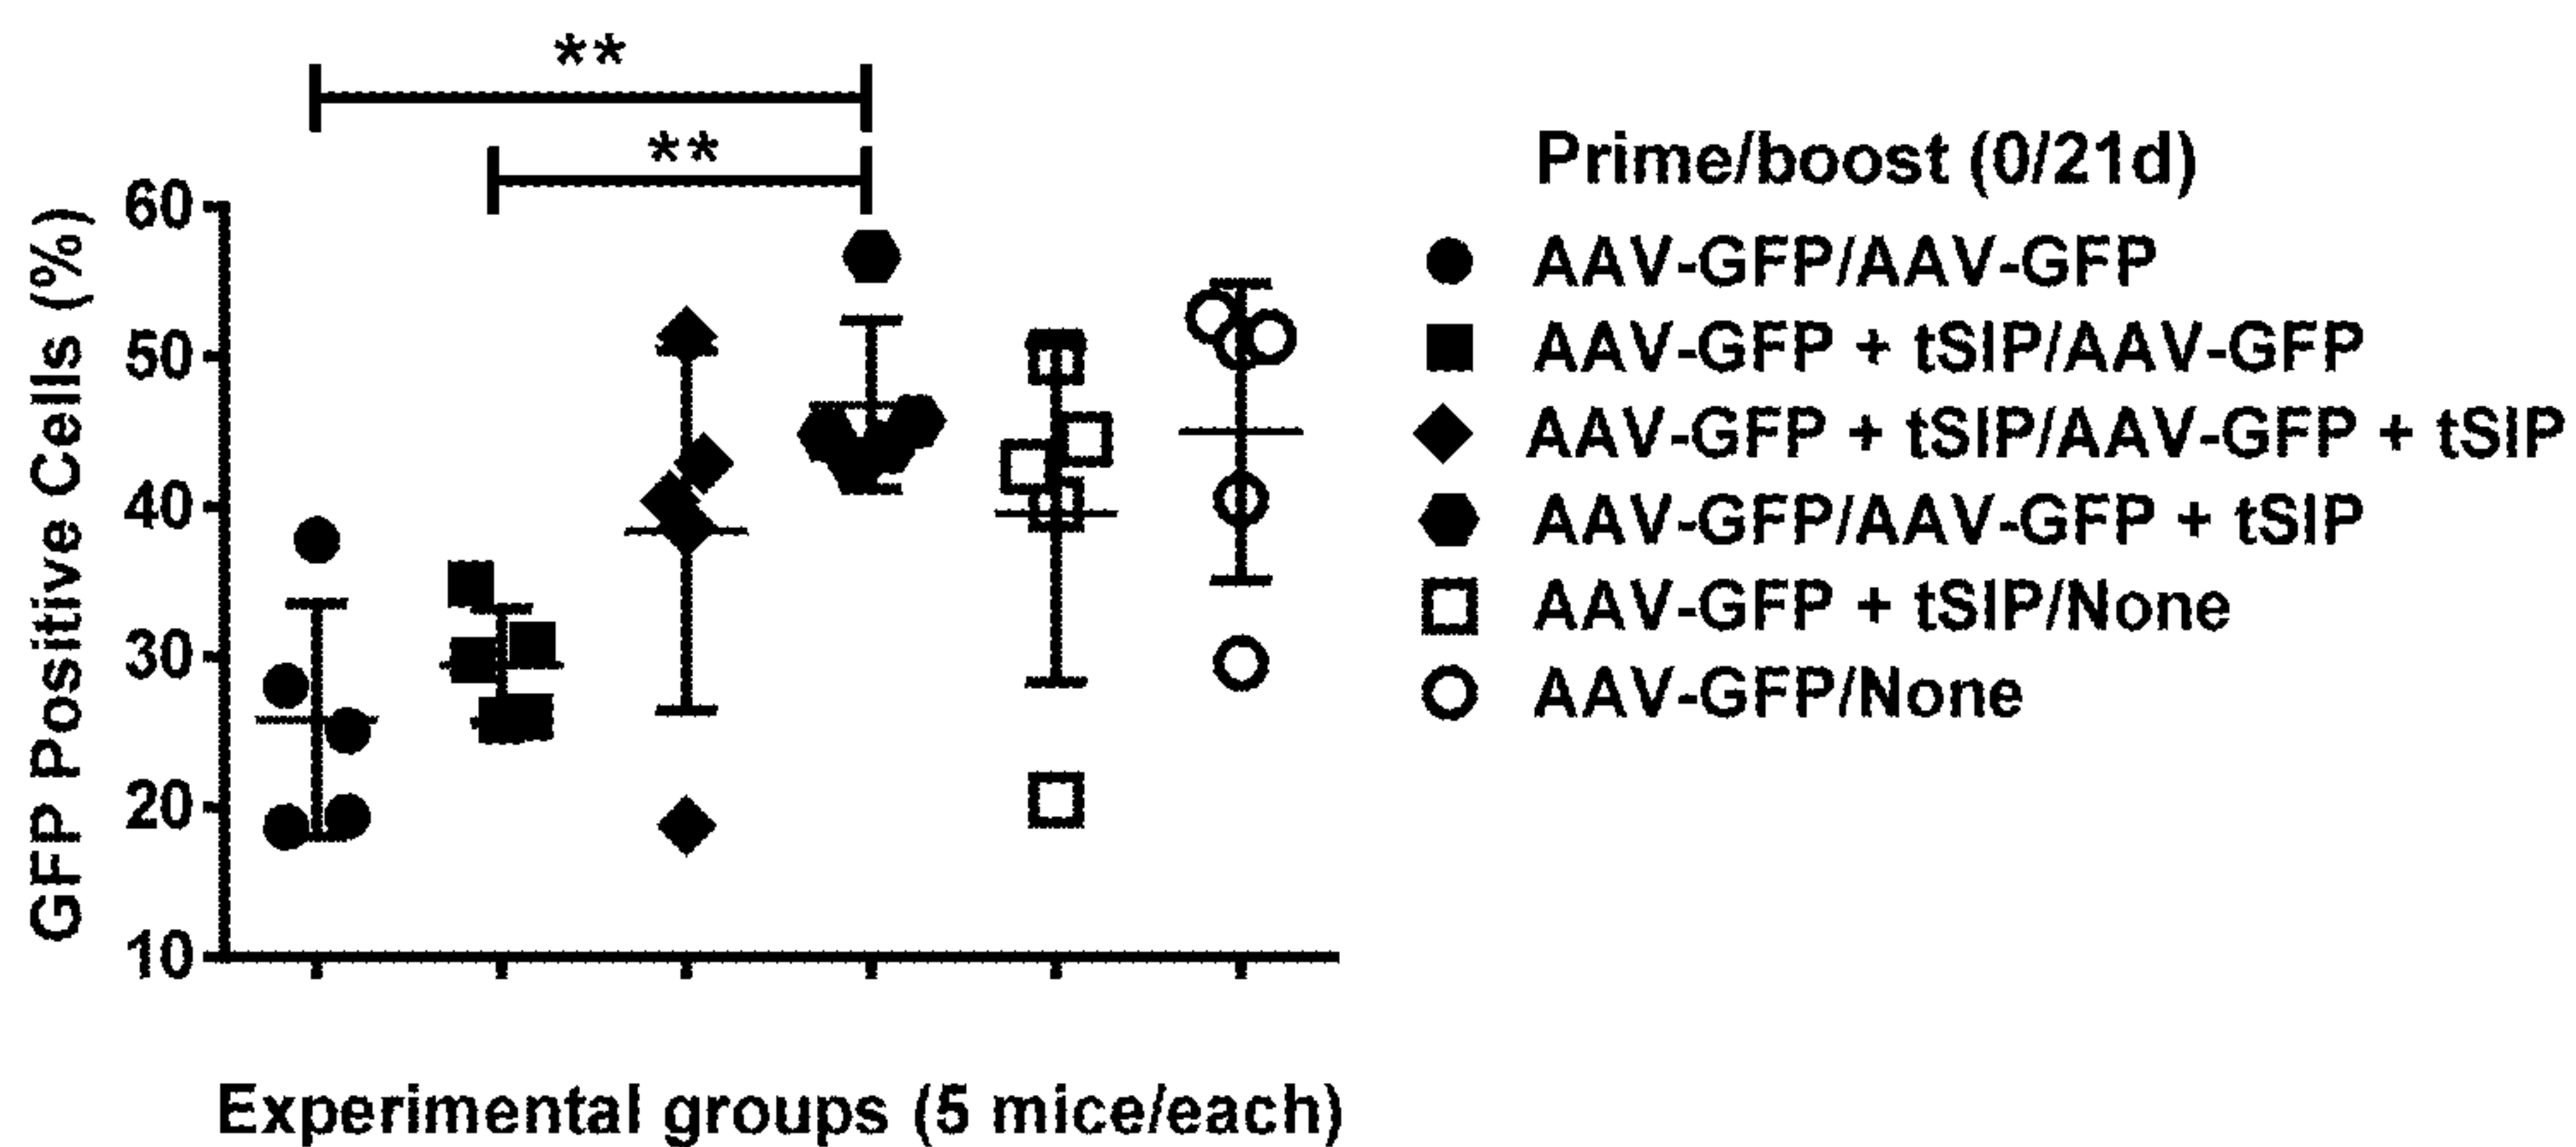 **
**
GFP Positive Cells (%)
60
50
40
30
20
10
Experimental groups (5 mice/each)
Prime/boost (0/21d)
AAV-GFP/AAV-GFP
AAV-GFP + tSIP/AAV-GFP
AAV-GFP + tSIP/AAV-GFP + tSIP
AAV-GFP/AAV-GFP + tSIP
AAV-GFP + tSIP/None
AAV-GFP/None